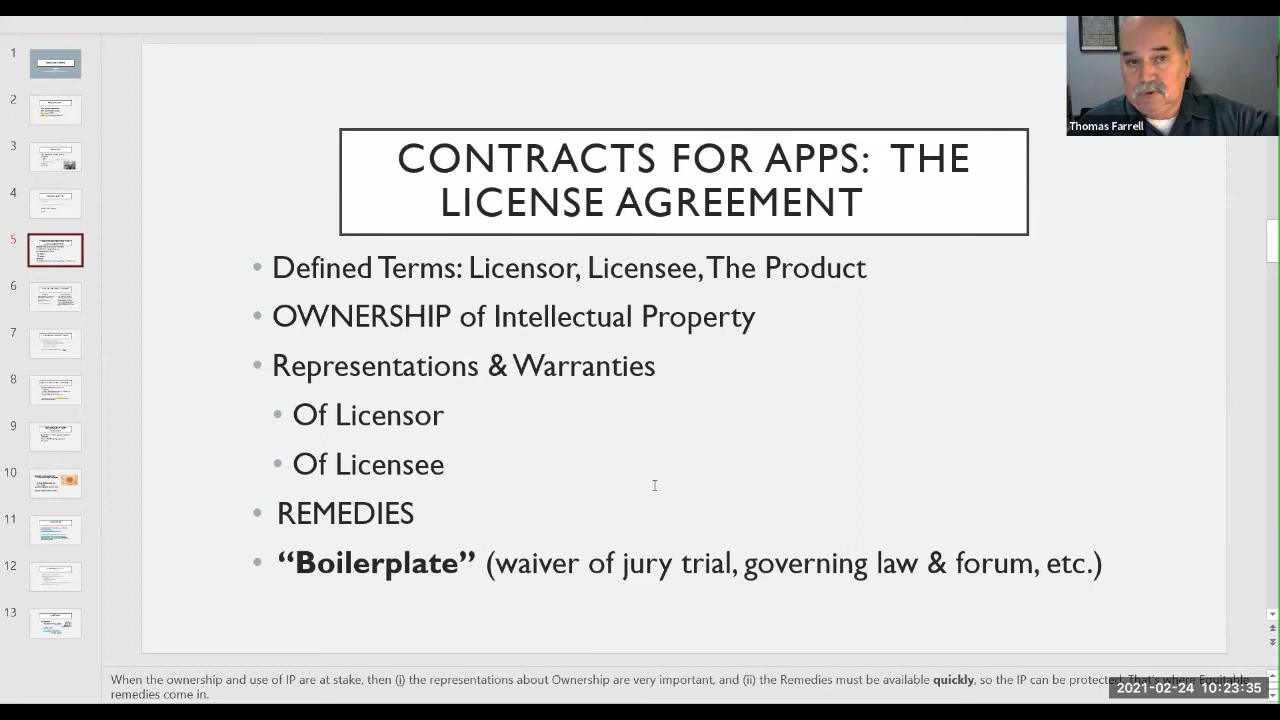 1
2
3
4
5
6
7
8
9
10
11
12
13
Thomas Farrell
CONTRACTS FOR APPS: THE
LICENSE AGREEMENT
• Defined Terms: Licensor, Licensee, The Product
• OWNERSHIP of Intellectual Property
• Representations & Warranties
• Of Licensor
• Of Licensee
• REMEDIES
• “Boilerplate” (waiver of jury trial, governing law & forum, etc.)
When the ownership and use of IP are at stake, then (i) the representations about Ownership are very important, and (ii) the Remedies must be available quickly, so the IP can be protected. That's where Equitable
remedies come in.
2021-02-24 10:23:35